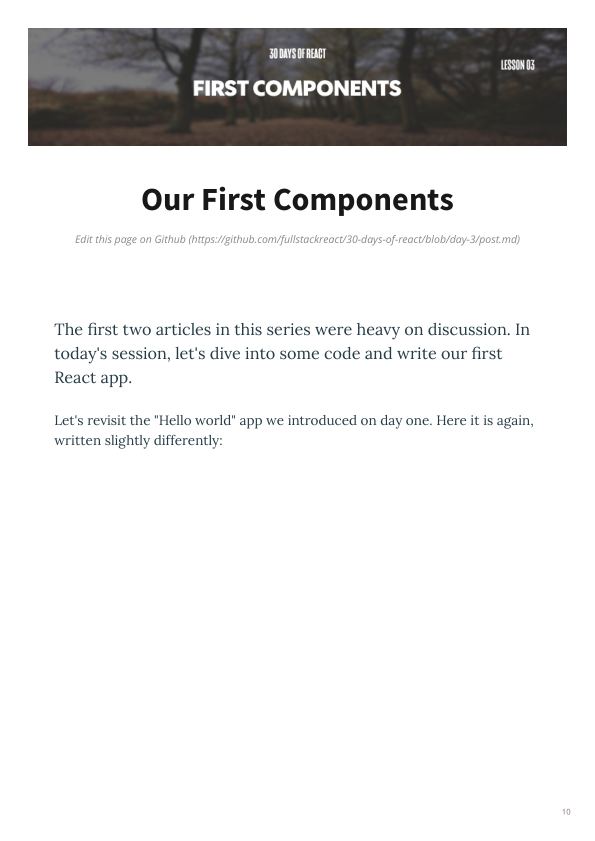 30 DAYS OF REACT
LESSON 03
FIRST COMPONENTS
Our First Components
Edit this page on Github (https://github.com/fullstackreact/30-days-of-react/blob/day-3/post.md)
The first two articles in this series were heavy on discussion. In
today's session, let's dive into some code and write our first
React app.
Let's revisit the "Hello world" app we introduced on day one. Here it is again,
written slightly differently:
10